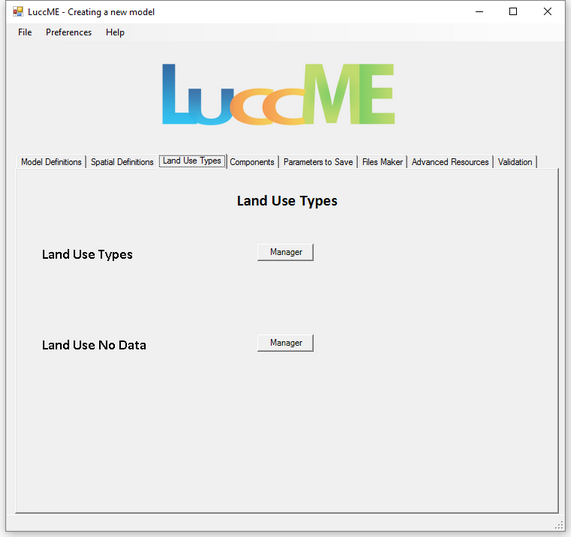 LuccME - Creating a new model
File Preferences Help
LuccME
Model Definitions Spatial Definitions Land Use Types Components Parameters to Save Files Maker Advanced Resources Validation
Land Use Types
Land Use Types Manager
Land Use No Data Manager